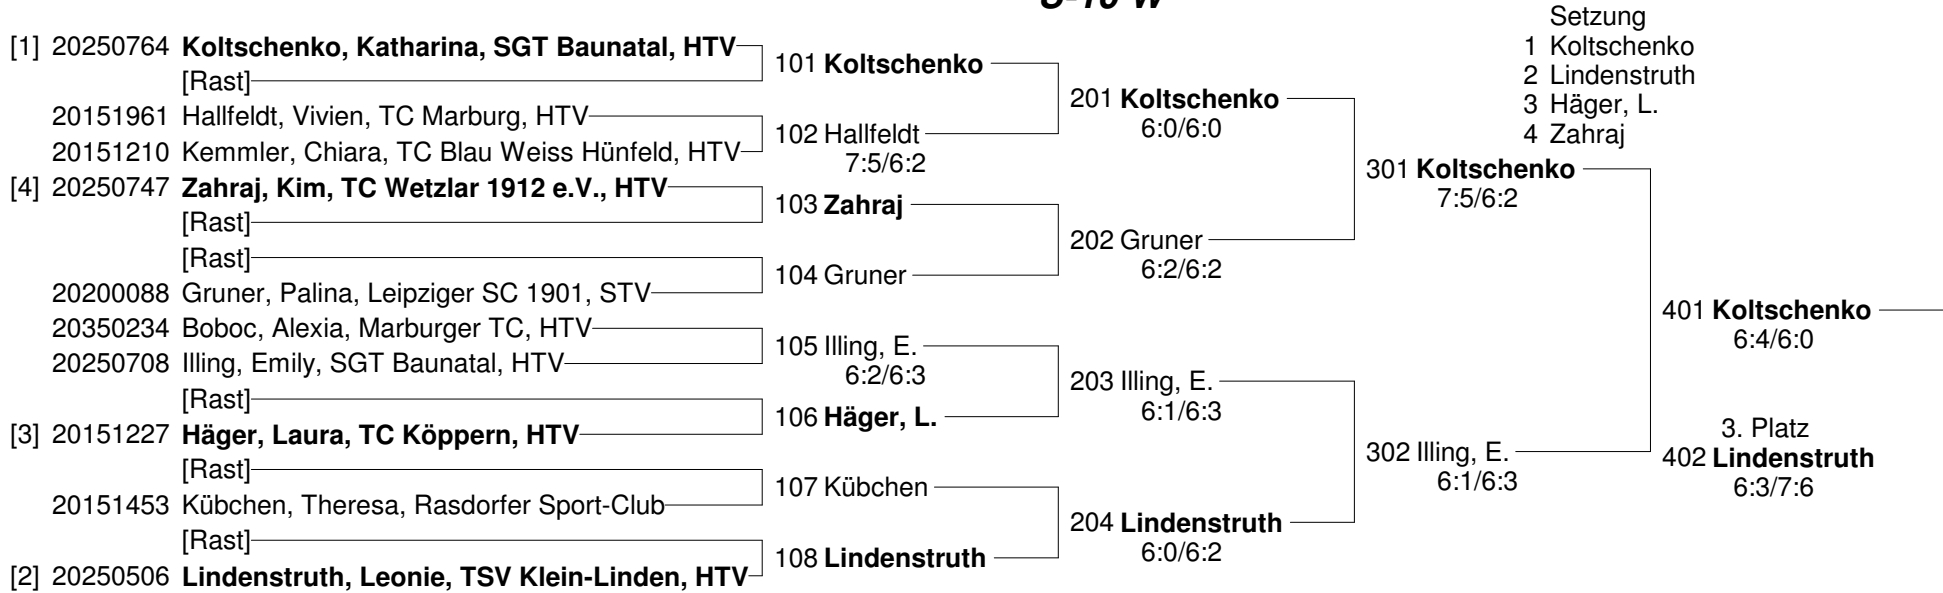 Setzung
1 Koltschenko
2 Lindenstruth
3 Häger, L.
4 Zahraj
[1] 20250764 Koltschenko, Katharina, SGT Baunatal, HTV
[Rast]
20151961 Hallfeldt, Vivien, TC Marburg, HTV
20151210 Kemmler, Chiara, TC Blau Weiss Hünfeld, HTV
[4] 20250747 Zahraj, Kim, TC Wetzlar 1912 e.V., HTV
[Rast]
[Rast]
20200088 Gruner, Palina, Leipziger SC 1901, STV
20350234 Boboc, Alexia, Marburger TC, HTV
20250708 Illing, Emily, SGT Baunatal, HTV
[Rast]
[3] 20151227 Häger, Laura, TC Köppern, HTV
[Rast]
20151453 Kübchen, Theresa, Rasdorfer Sport-Club
[Rast]
[2] 20250506 Lindenstruth, Leonie, TSV Klein-Linden, HTV
101 Koltschenko
102 Hallfeldt
7:5/6:2
103 Zahraj
104 Gruner
105 Illing, E.
6:2/6:3
106 Häger, L.
107 Kübchen
108 Lindenstruth
201 Koltschenko
6:0/6:0
202 Gruner
6:2/6:2
203 Illing, E.
6:1/6:3
204 Lindenstruth
6:0/6:2
301 Koltschenko
7:5/6:2
302 Illing, E.
6:1/6:3
401 Koltschenko
6:4/6:0
3. Platz
402 Lindenstruth
6:3/7:6